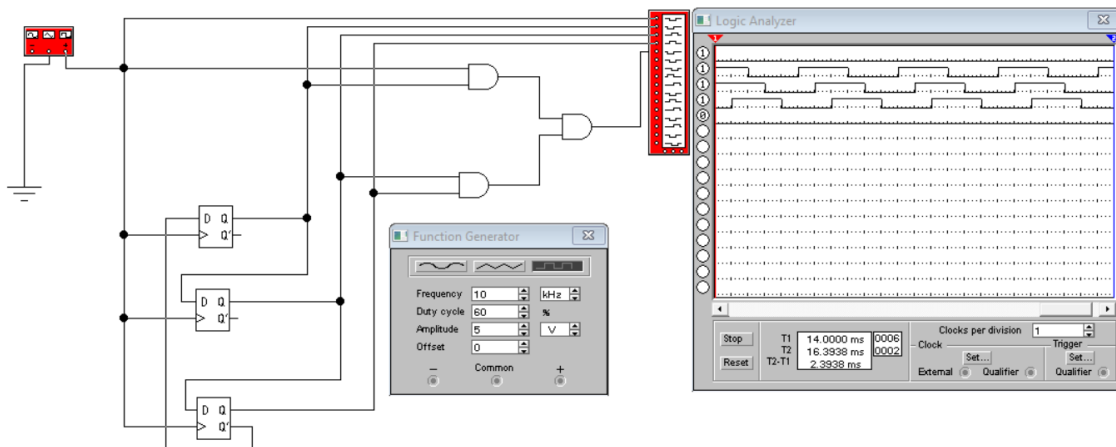 Logic Analyzer
1
2
1
1
1
1
0
D Q
Q'
D Q
Q'
D Q
Q'
Function Generator
Frequency 10 kHz
Duty cycle 60 %
Amplitude 5 V
Offset 0
− Common +
Stop
Reset
T1 14.0000 ms 0006
T2 16.3938 ms 0002
T2-T1 2.3938 ms
Clocks per division 1
Clock Trigger
Set... Set...
External Qualifier Qualifier